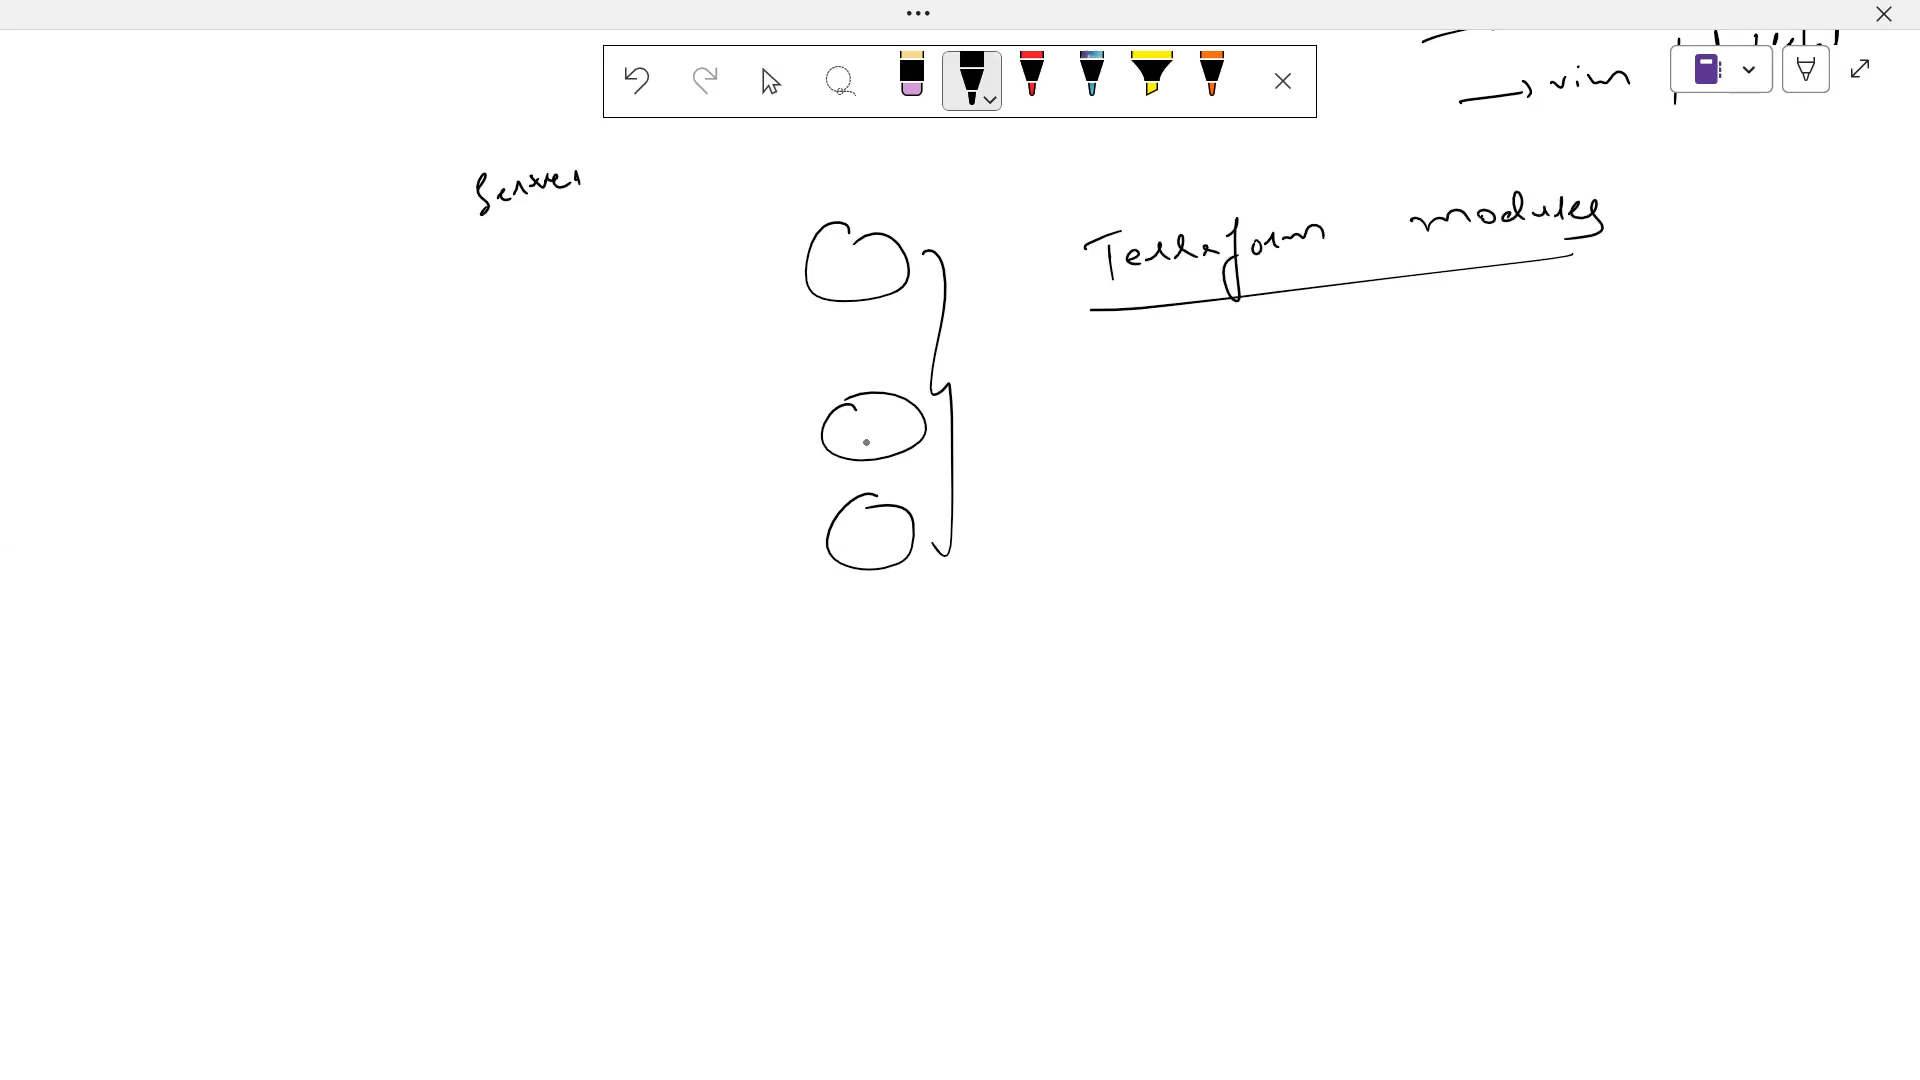 → vim
Server
Terraform modules